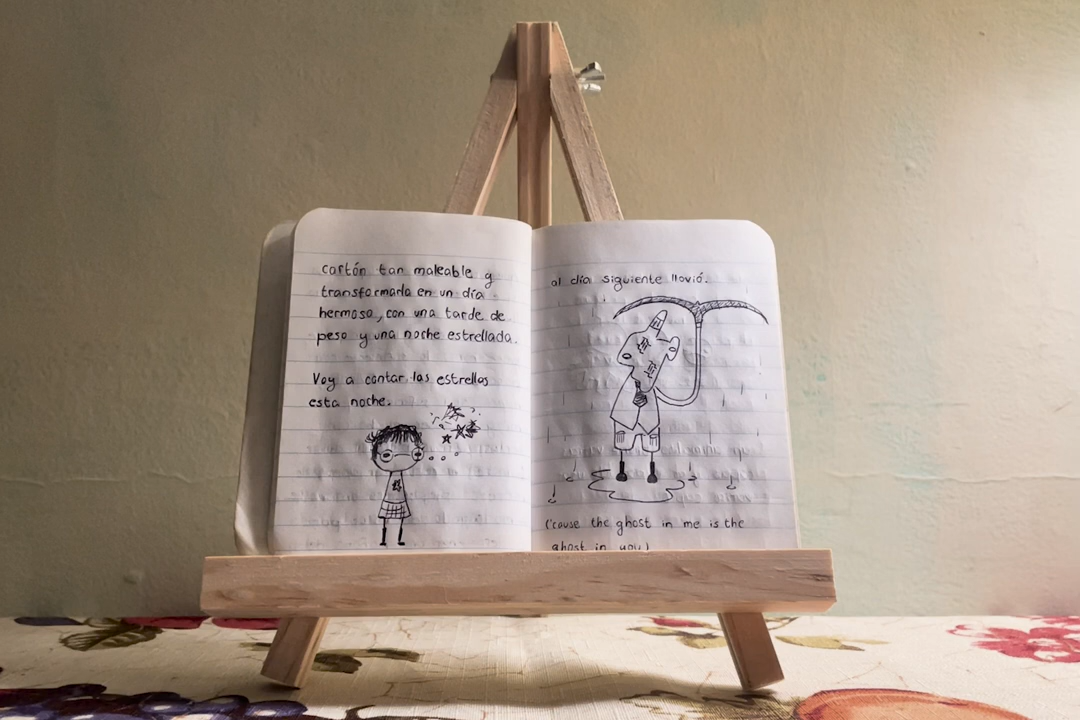 cartón tan maleable y
transformarla en un día
hermoso, con una tarde de
peso y una noche estrellada.
Voy a contar las estrellas
esta noche.
al día siguiente llovió.
('cause the ghost in me is the
ghost in you)